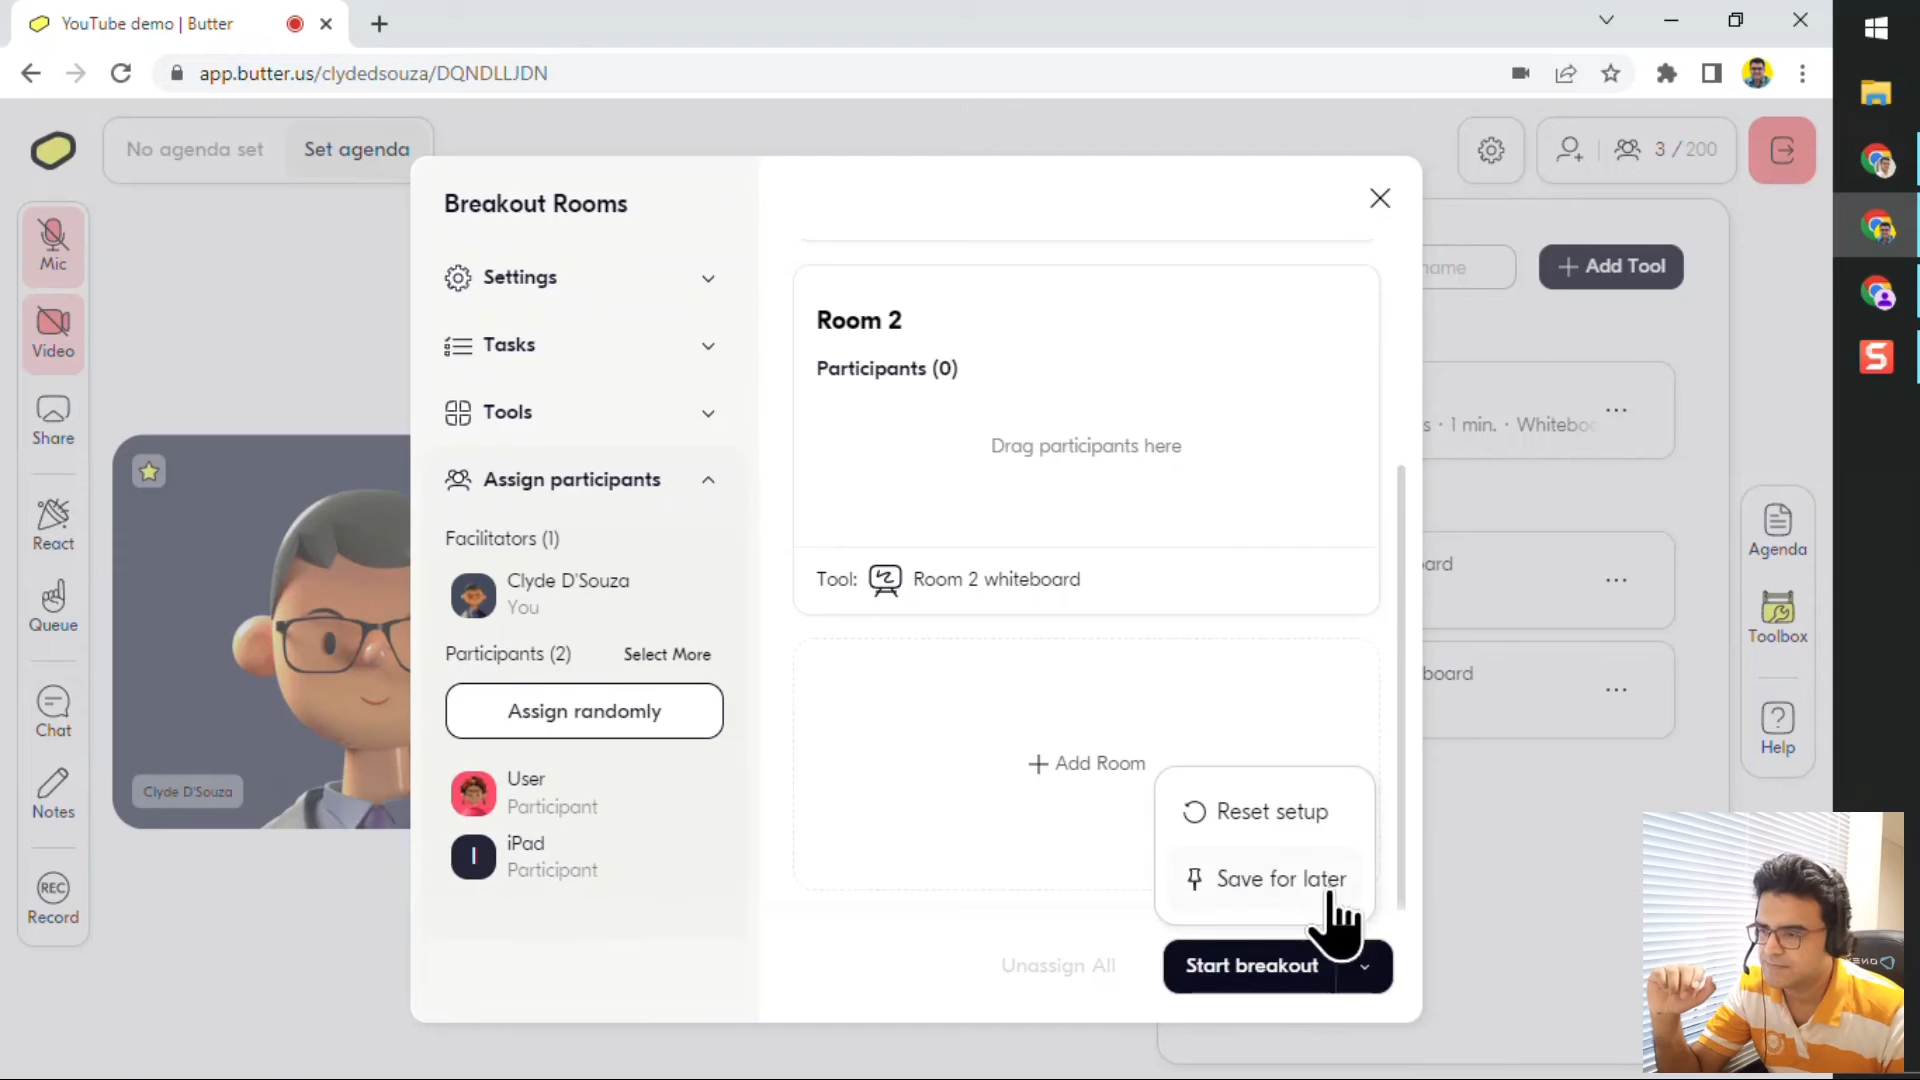 YouTube demo | Butter
app.butter.us/clydedsouza/DQNDLLJDN
No agenda set
Set agenda
3 / 200
Mic
Video
Share
React
Queue
Chat
Notes
REC
Record
Clyde D'Souza
Breakout Rooms
Settings
Tasks
Tools
Assign participants
Facilitators (1)
Clyde D'Souza
You
Participants (2)
Select More
Assign randomly
User
Participant
I
iPad
Participant
Room 2
Participants (0)
Drag participants here
Tool:
Room 2 whiteboard
+ Add Room
Reset setup
Save for later
Unassign All
Start breakout
name
+ Add Tool
s · 1 min. · Whiteboa
ard
board
Agenda
Toolbox
Help
S